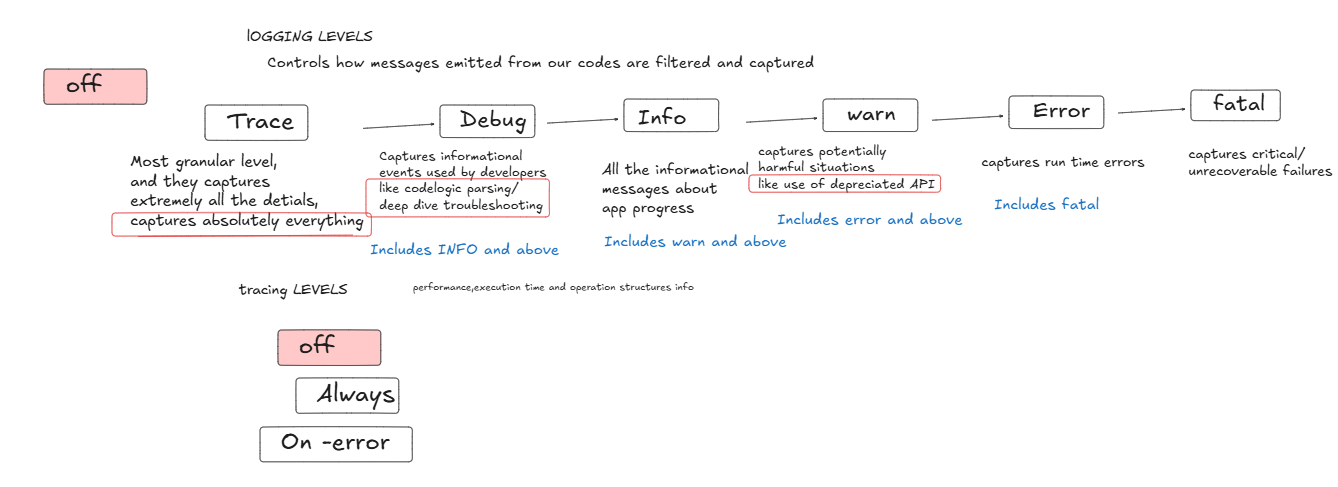 lOGGING LEVELS
Controls how messages emitted from our codes are filtered and captured
off
Trace
Debug
Info
warn
Error
fatal
Most granular level,
and they captures
extremely all the detials,
captures absolutely everything
Captures informational
events used by developers
like codelogic parsing/
deep dive troubleshooting
Includes INFO and above
All the informational
messages about
app progress
Includes warn and above
captures potentially
harmful situations
like use of depreciated API
Includes error and above
captures run time errors
Includes fatal
captures critical/
unrecoverable failures
tracing LEVELS
performance,execution time and operation structures info
off
Always
On -error